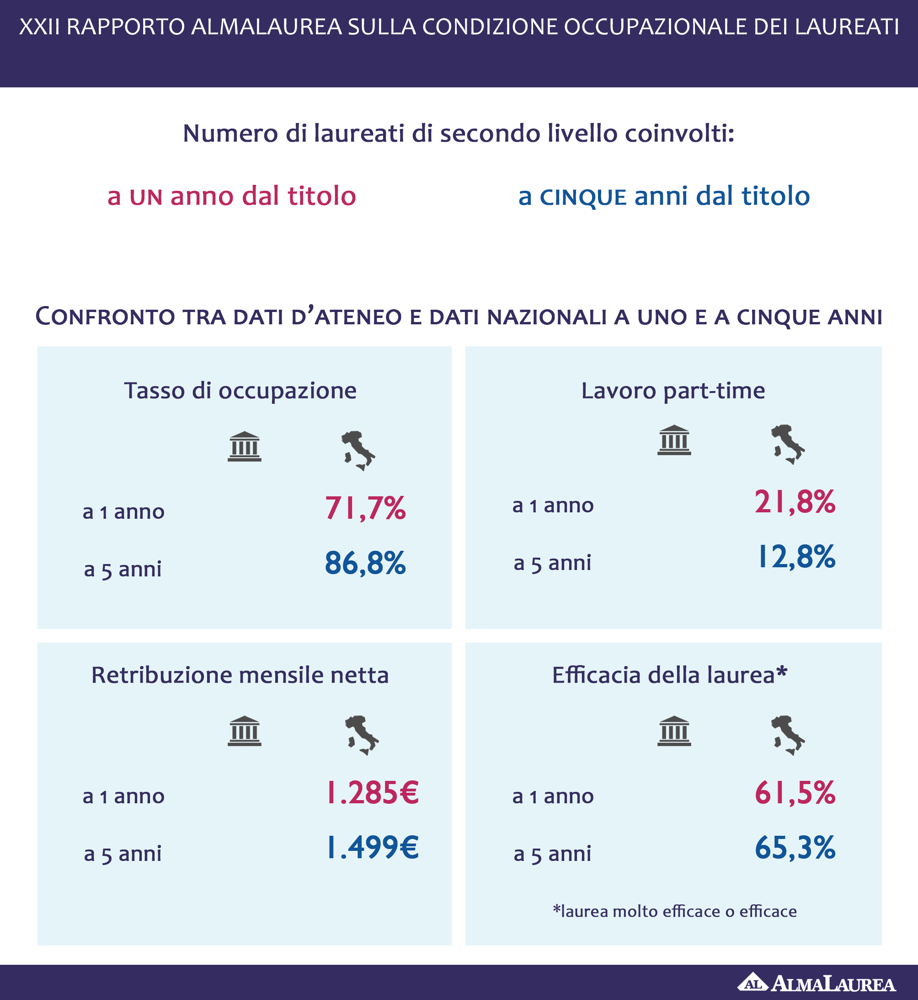 XXII RAPPORTO ALMALAUREA SULLA CONDIZIONE OCCUPAZIONALE DEI LAUREATI
Numero di laureati di secondo livello coinvolti:
a UN anno dal titolo
a CINQUE anni dal titolo
CONFRONTO TRA DATI D’ATENEO E DATI NAZIONALI A UNO E A CINQUE ANNI
Tasso di occupazione
a 1 anno 71,7%
a 5 anni 86,8%
Lavoro part-time
a 1 anno 21,8%
a 5 anni 12,8%
Retribuzione mensile netta
a 1 anno 1.285€
a 5 anni 1.499€
Efficacia della laurea*
a 1 anno 61,5%
a 5 anni 65,3%
*laurea molto efficace o efficace
AL ALMALAUREA